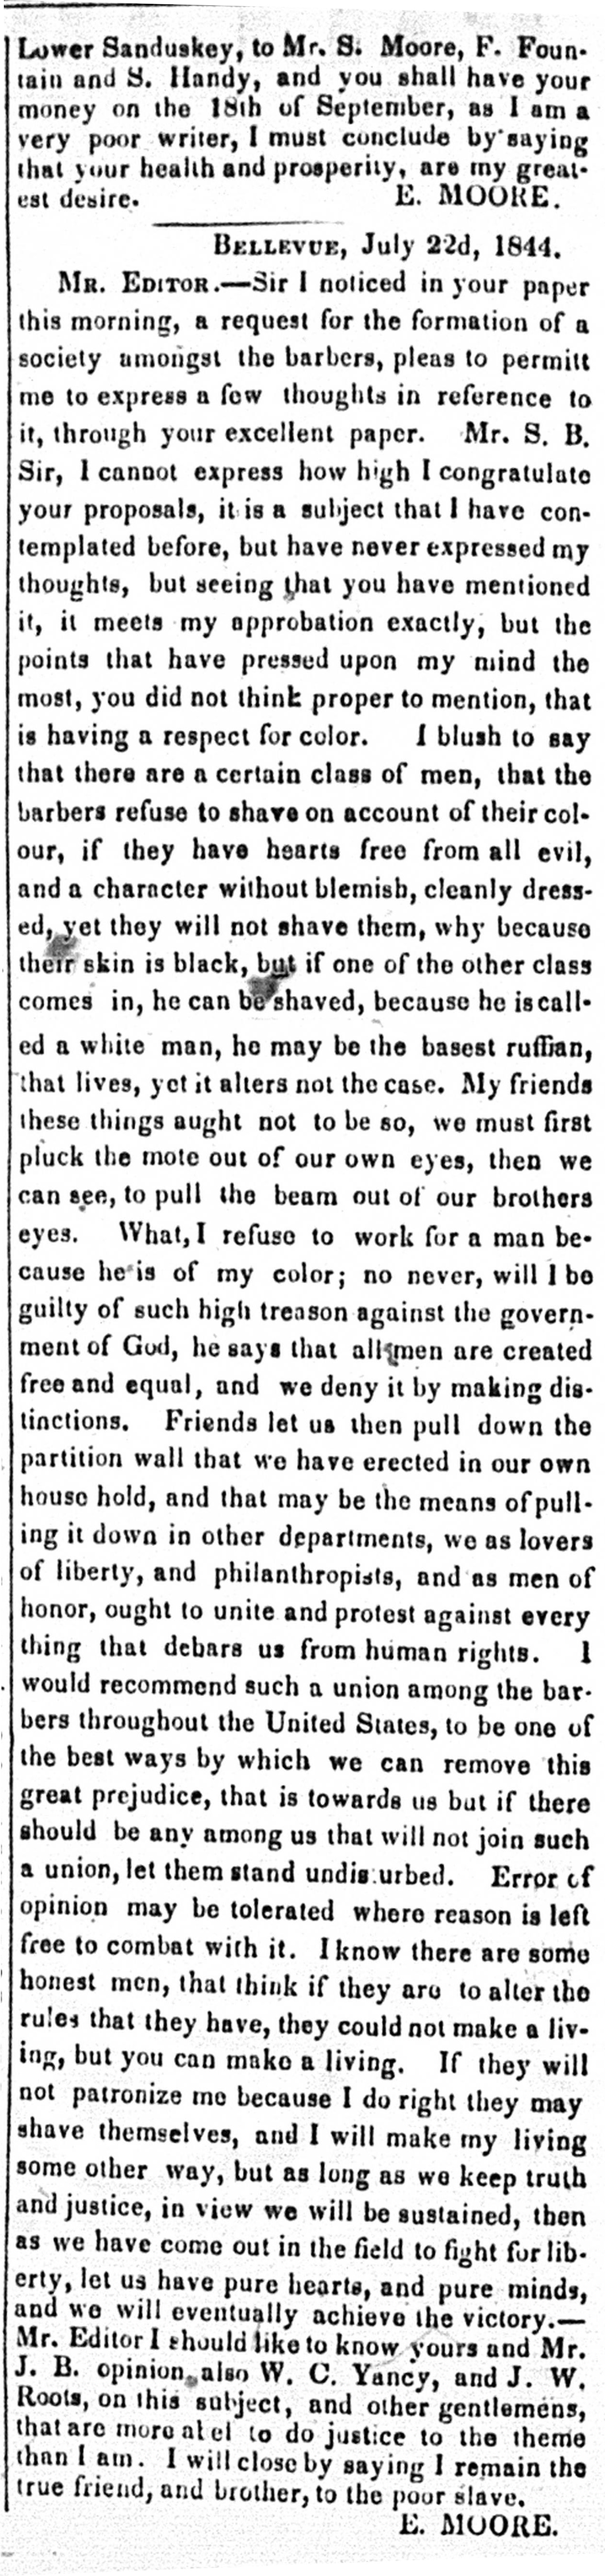 Lower Sanduskey, to Mr. S. Moore, F. Foun-
tain and S. Handy, and you shall have your
money on the 18th of September, as I am a
very poor writer, I must conclude by saying
that your health and prosperity, are my great-
est desire. E. MOORE.
BELLEVUE, July 22d, 1844.
MR. EDITOR.—Sir I noticed in your paper
this morning, a request for the formation of a
society amongst the barbers, pleas to permitt
me to express a few thoughts in reference to
it, through your excellent paper. Mr. S. B.
Sir, I cannot express how high I congratulate
your proposals, it is a subject that I have con-
templated before, but have never expressed my
thoughts, but seeing that you have mentioned
it, it meets my approbation exactly, but the
points that have pressed upon my mind the
most, you did not think proper to mention, that
is having a respect for color. I blush to say
that there are a certain class of men, that the
barbers refuse to shave on account of their col-
our, if they have hearts free from all evil,
and a character without blemish, cleanly dress-
ed, yet they will not shave them, why because
their skin is black, but if one of the other class
comes in, he can be shaved, because he is call-
ed a white man, he may be the basest ruffian,
that lives, yet it alters not the case. My friends
these things aught not to be so, we must first
pluck the mote out of our own eyes, then we
can see, to pull the beam out of our brothers
eyes. What, I refuse to work for a man be-
cause he is of my color; no never, will I be
guilty of such high treason against the govern-
ment of God, he says that all men are created
free and equal, and we deny it by making dis-
tinctions. Friends let us then pull down the
partition wall that we have erected in our own
house hold, and that may be the means of pull-
ing it down in other departments, we as lovers
of liberty, and philanthropists, and as men of
honor, ought to unite and protest against every
thing that debars us from human rights. I
would recommend such a union among the bar-
bers throughout the United States, to be one of
the best ways by which we can remove this
great prejudice, that is towards us but if there
should be any among us that will not join such
a union, let them stand undisturbed. Error of
opinion may be tolerated where reason is left
free to combat with it. I know there are some
honest men, that think if they are to alter the
rules that they have, they could not make a liv-
ing, but you can make a living. If they will
not patronize me because I do right they may
shave themselves, and I will make my living
some other way, but as long as we keep truth
and justice, in view we will be sustained, then
as we have come out in the field to fight for lib-
erty, let us have pure hearts, and pure minds,
and we will eventually achieve the victory.—
Mr. Editor I should like to know yours and Mr.
J. B. opinion, also W. C. Yancy, and J. W.
Roots, on this subject, and other gentlemens,
that are more abel to do justice to the theme
than I am. I will close by saying I remain the
true friend, and brother, to the poor slave.
E. MOORE.